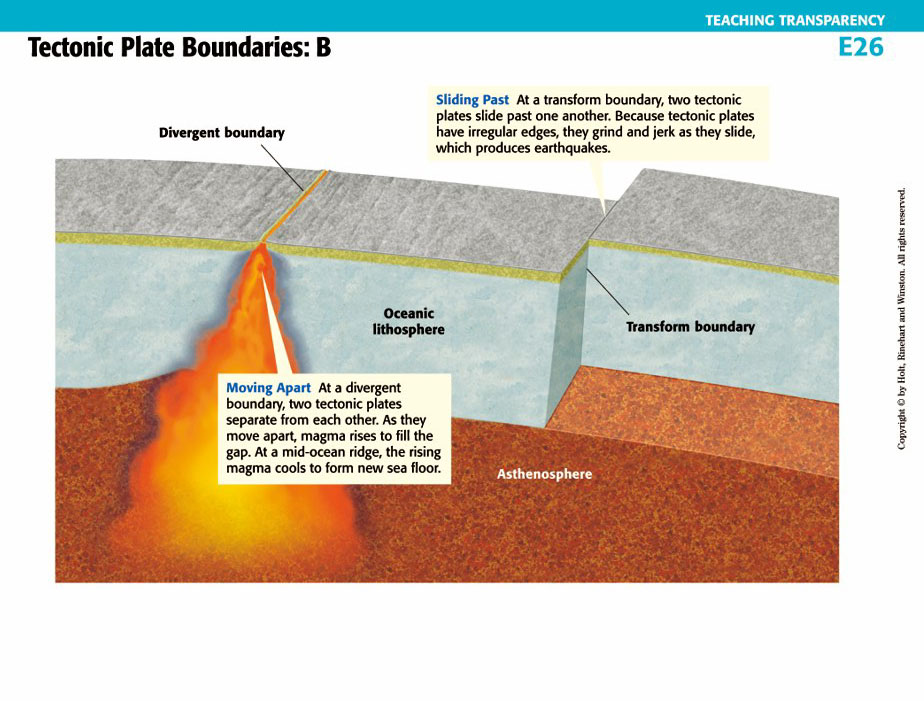 TEACHING TRANSPARENCY
Tectonic Plate Boundaries: B
E26
Sliding Past At a transform boundary, two tectonic
plates slide past one another. Because tectonic plates
have irregular edges, they grind and jerk as they slide,
which produces earthquakes.
Divergent boundary
Oceanic
lithosphere
Transform boundary
Moving Apart At a divergent
boundary, two tectonic plates
separate from each other. As they
move apart, magma rises to fill the
gap. At a mid-ocean ridge, the rising
magma cools to form new sea floor.
Asthenosphere
Copyright © by Holt, Rinehart and Winston. All rights reserved.